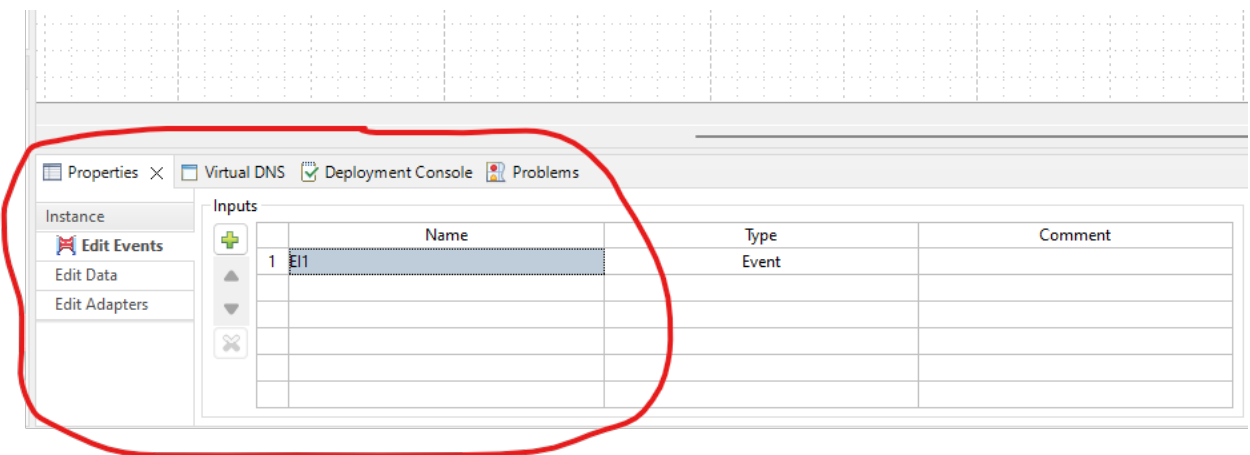 Properties Virtual DNS Deployment Console Problems
Instance
Edit Events
Edit Data
Edit Adapters
Inputs
Name Type Comment
1 EI1 Event